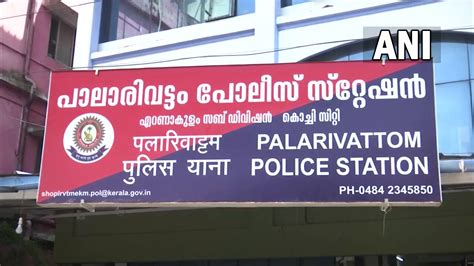 ANI
പാലാരിവട്ടം പോലീസ് സ്റ്റേഷൻ
എറണാകുളം സബ് ഡിവിഷൻ കൊച്ചി സിറ്റി
पलारिवाट्टम PALARIVATTOM
पुलिस थाना POLICE STATION
shoplrvtmekm.pol@kerala.gov.in PH-0484 2345850